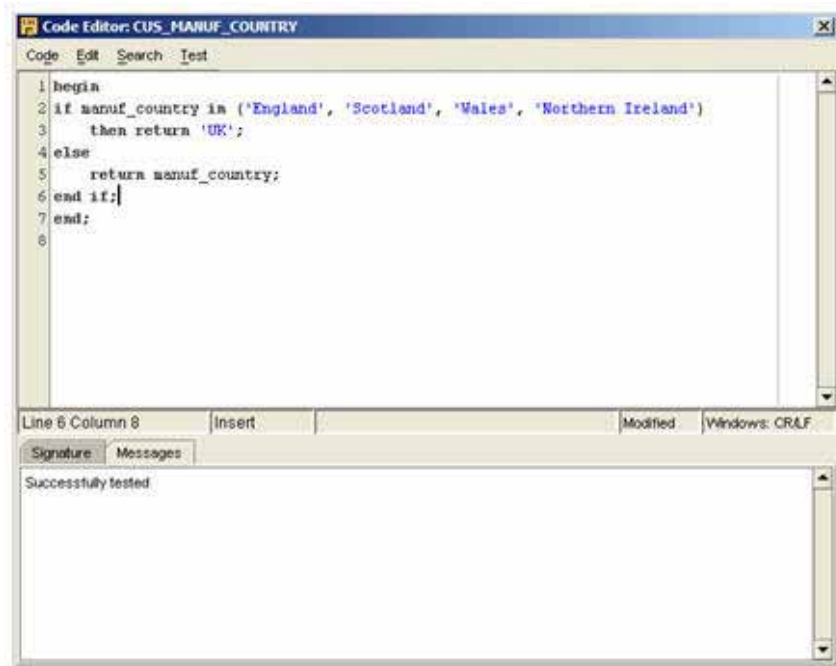 Code Editor: CUS_MANUF_COUNTRY
Code Edit Search Test
1 begin
2 if manuf_country in ('England', 'Scotland', 'Wales', 'Northern Ireland')
3 then return 'UK';
4 else
5 return manuf_country;
6 end if;
7 end;
8
Line 6 Column 8 Insert Modified Windows: CR/LF
Signature Messages
Successfully tested